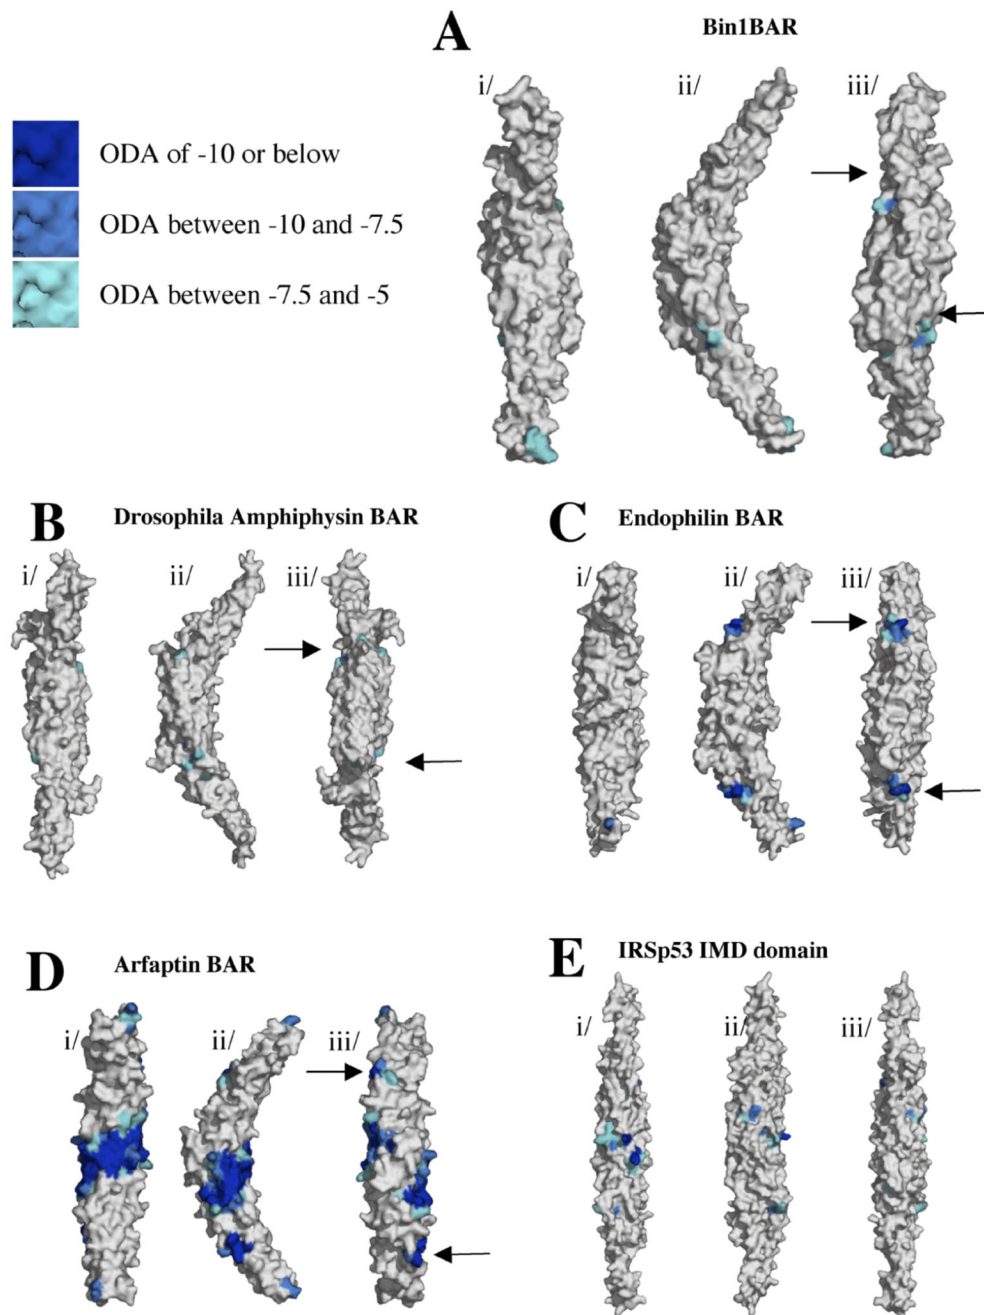 A
Bin1BAR
i/
ii/
iii/
ODA of -10 or below
ODA between -10 and -7.5
ODA between -7.5 and -5
B
Drosophila Amphiphysin BAR
i/
ii/
iii/
C
Endophilin BAR
i/
ii/
iii/
D
Arfaptin BAR
i/
ii/
iii/
E
IRSp53 IMD domain
i/
ii/
iii/